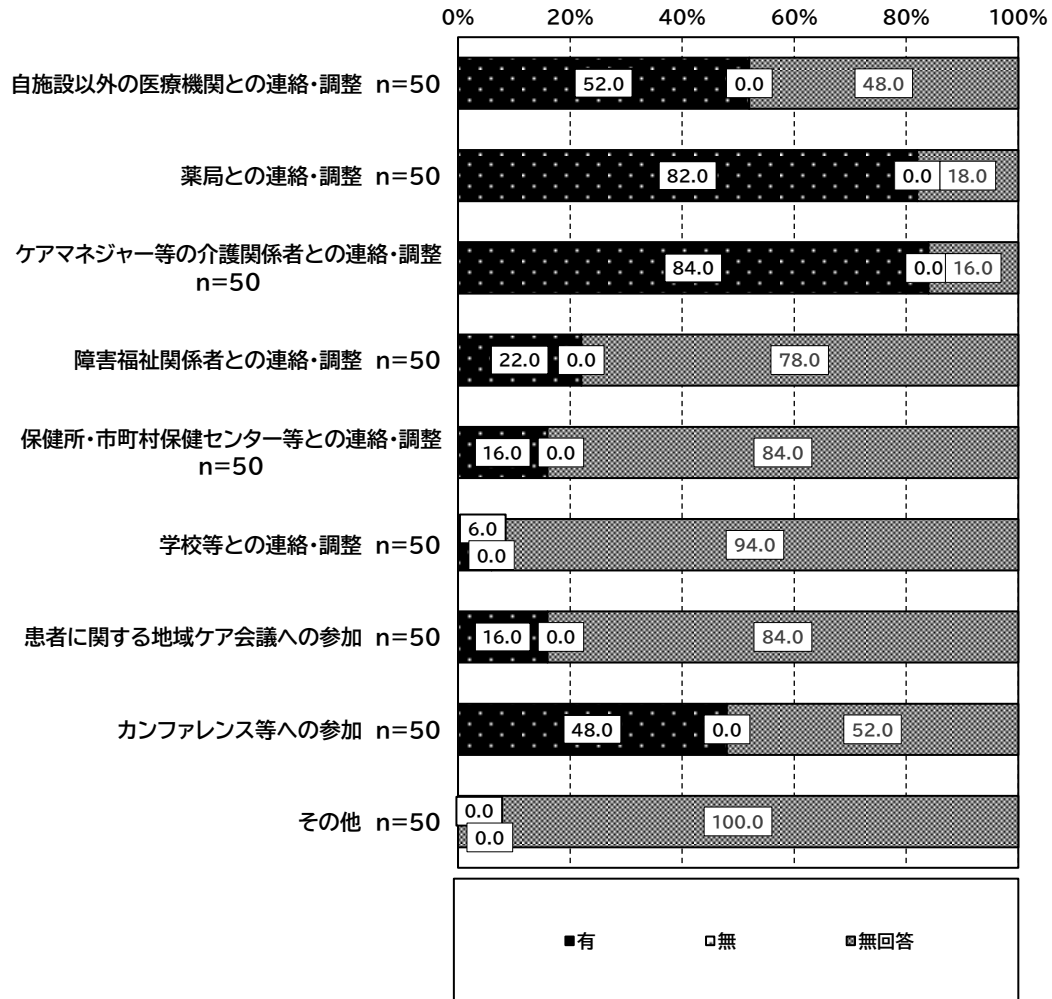 0% 20% 40% 60% 80% 100%
自施設以外の医療機関との連絡・調整 n=50 52.0 0.0 48.0
薬局との連絡・調整 n=50 82.0 0.0 18.0
ケアマネジャー等の介護関係者との連絡・調整
n=50 84.0 0.0 16.0
障害福祉関係者との連絡・調整 n=50 22.0 0.0 78.0
保健所・市町村保健センター等との連絡・調整
n=50 16.0 0.0 84.0
学校等との連絡・調整 n=50 6.0 0.0 94.0
患者に関する地域ケア会議への参加 n=50 16.0 0.0 84.0
カンファレンス等への参加 n=50 48.0 0.0 52.0
その他 n=50 0.0 0.0 100.0
有 無 無回答